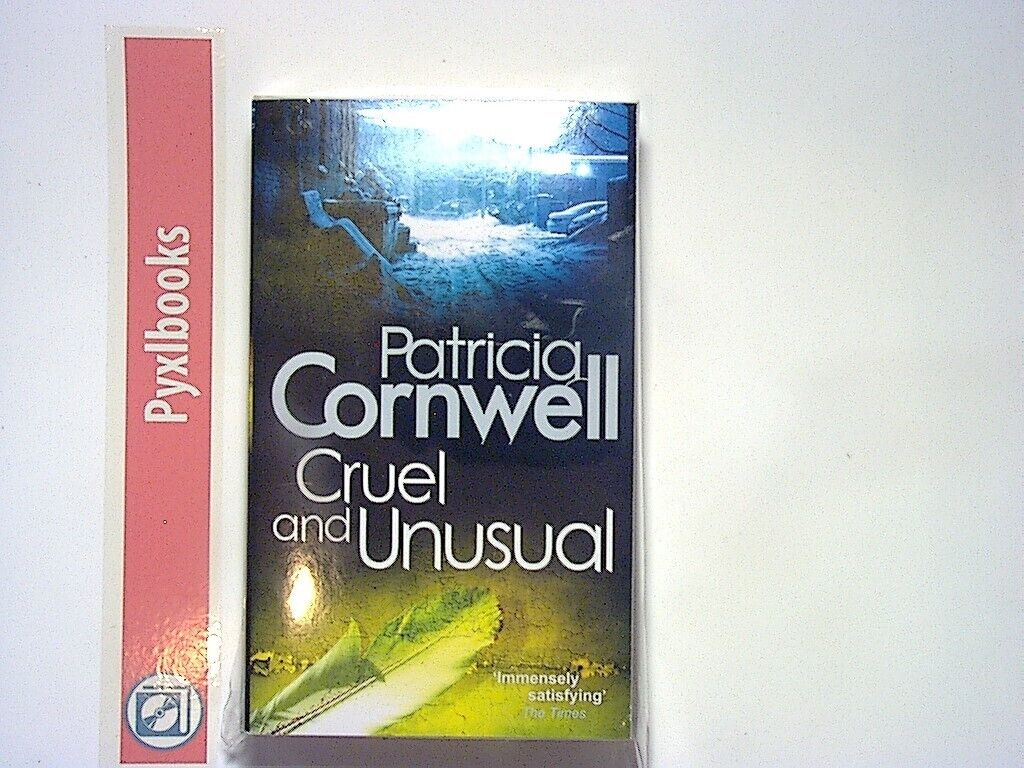 Pyxlbooks
Patricia
Cornwell
Cruel
and Unusual
'Immensely
satisfying'
The Times